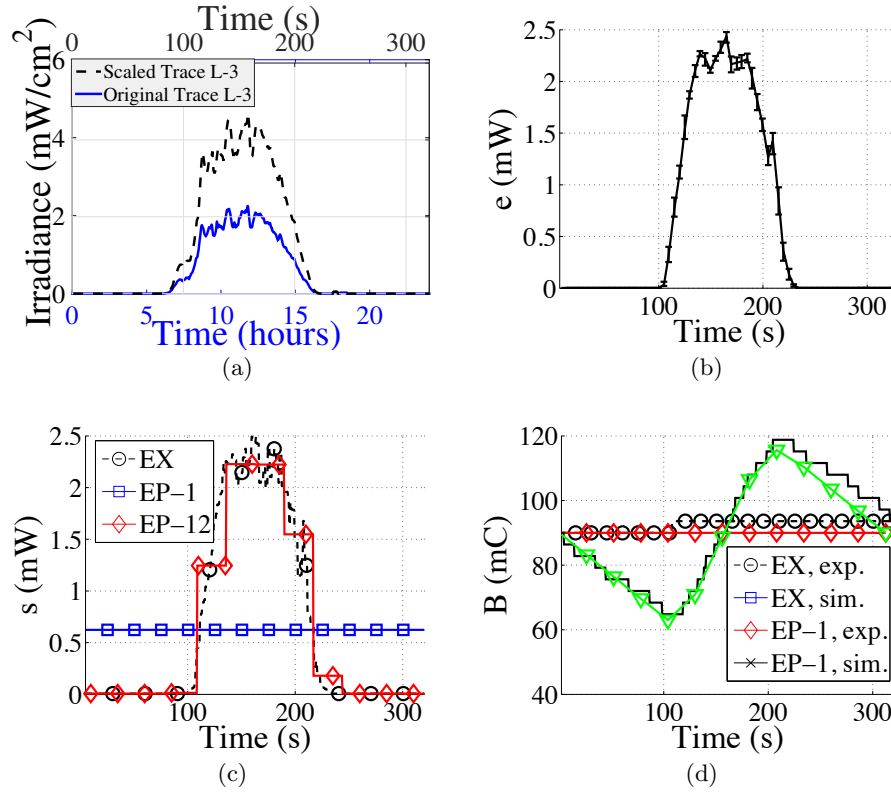 Time (s)
0 100 200 300
6
4
2
0
Irradiance (mW/cm²)
Scaled Trace L-3
Original Trace L-3
0 5 10 15 20
Time (hours)
(a)
2.5
2
1.5
1
0.5
0
e (mW)
100 200 300
Time (s)
(b)
2.5
2
1.5
1
0.5
0
s (mW)
EX
EP−1
EP−12
100 200 300
Time (s)
(c)
120
100
80
60
40
B (mC)
EX, exp.
EX, sim.
EP−1, exp.
EP−1, sim.
100 200 300
Time (s)
(d)